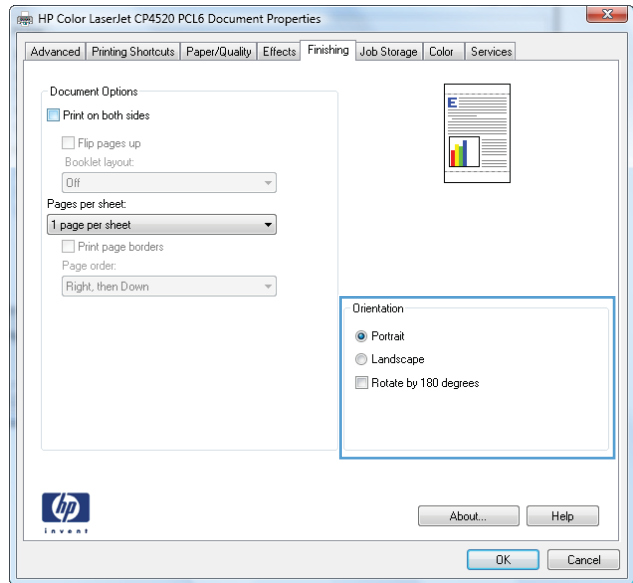 HP Color LaserJet CP4520 PCL6 Document Properties
Advanced Printing Shortcuts Paper/Quality Effects Finishing Job Storage Color Services
Document Options
Print on both sides
Flip pages up
Booklet layout:
Off
Pages per sheet:
1 page per sheet
Print page borders
Page order:
Right, then Down
E
Orientation
Portrait
Landscape
Rotate by 180 degrees
hp
invent
About... Help
OK Cancel